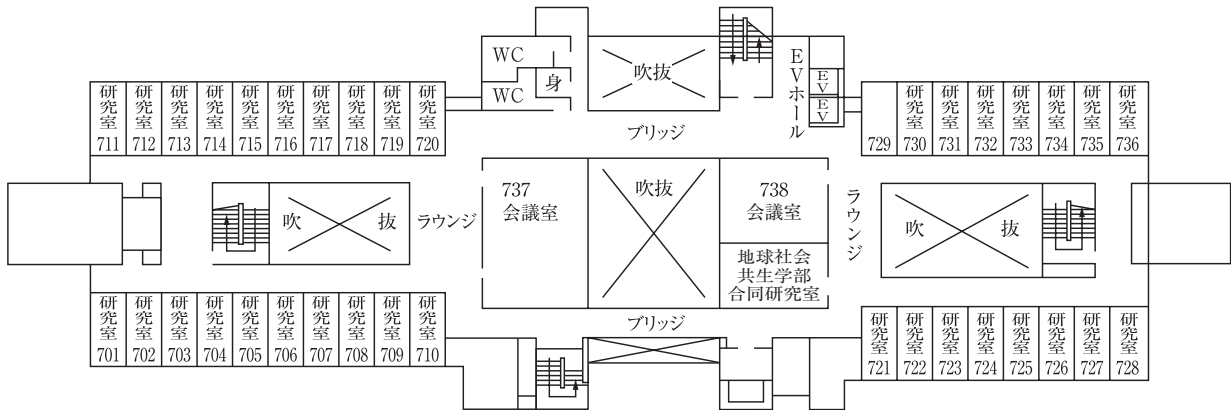 WC
WC
身
吹抜
EVホール
EV
EV
研究室
711
研究室
712
研究室
713
研究室
714
研究室
715
研究室
716
研究室
717
研究室
718
研究室
719
研究室
720
ブリッジ
729
研究室
730
研究室
731
研究室
732
研究室
733
研究室
734
研究室
735
研究室
736
吹抜
ラウンジ
737
会議室
吹抜
738
会議室
地球社会
共生学部
合同研究室
ラウンジ
吹抜
研究室
701
研究室
702
研究室
703
研究室
704
研究室
705
研究室
706
研究室
707
研究室
708
研究室
709
研究室
710
ブリッジ
研究室
721
研究室
722
研究室
723
研究室
724
研究室
725
研究室
726
研究室
727
研究室
728